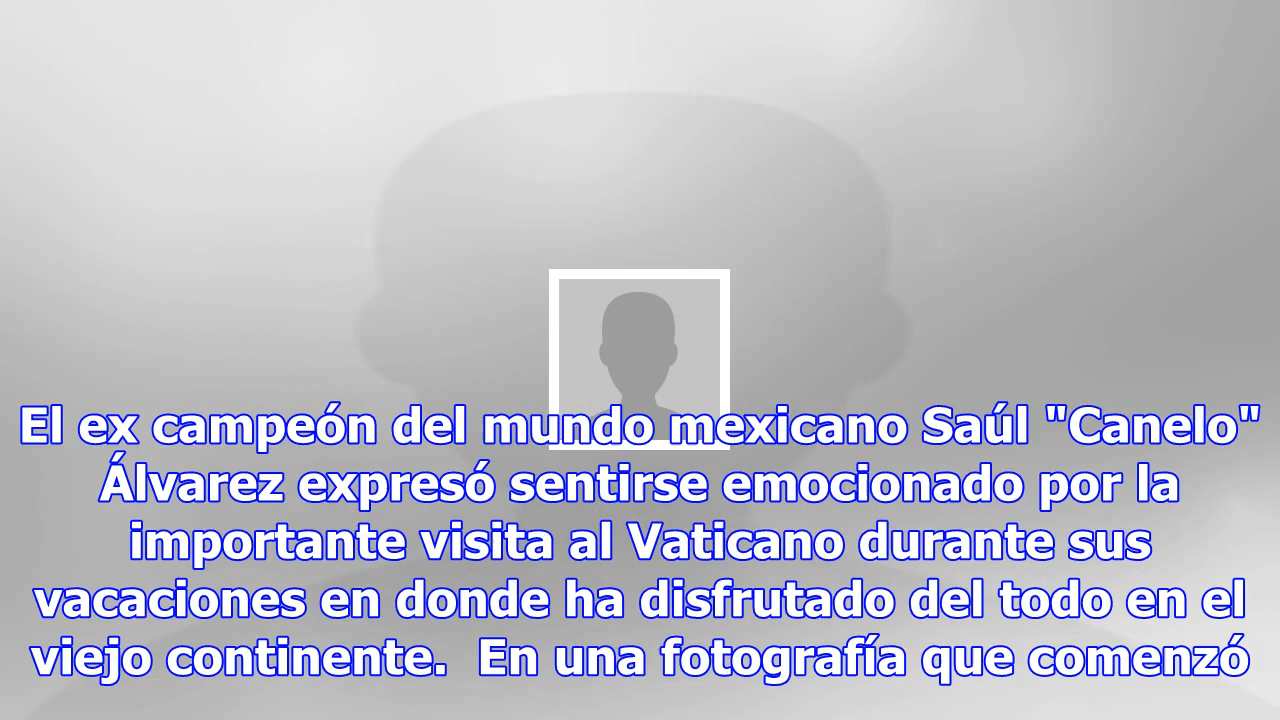 El ex campeón del mundo mexicano Saúl "Canelo"
Álvarez expresó sentirse emocionado por la
importante visita al Vaticano durante sus
vacaciones en donde ha disfrutado del todo en el
viejo continente.  En una fotografía que comenzó